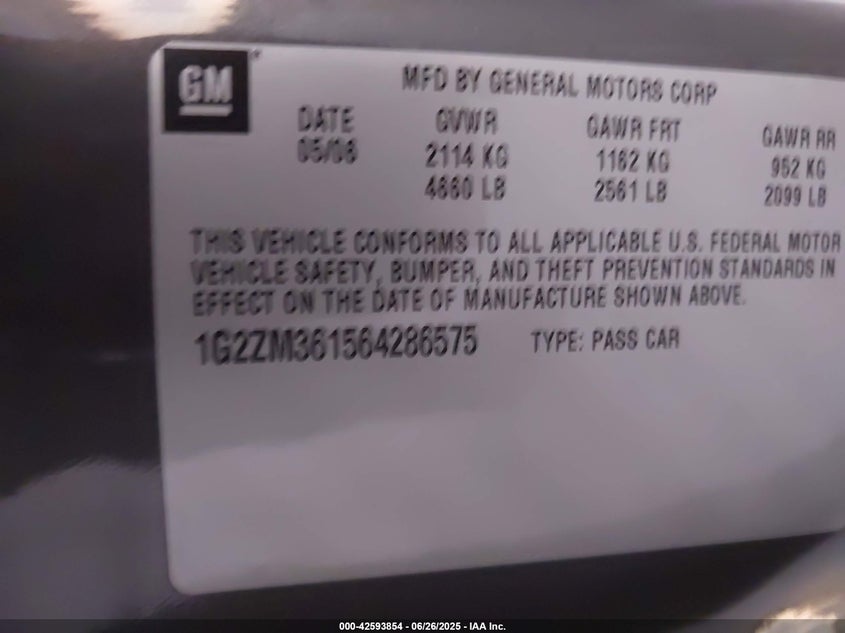 GM
MFD BY GENERAL MOTORS CORP
DATE GVWR GAWR FRT GAWR RR
05/06 2114 KG 1162 KG 952 KG
4660 LB 2561 LB 2099 LB
THIS VEHICLE CONFORMS TO ALL APPLICABLE U.S. FEDERAL MOTOR
VEHICLE SAFETY, BUMPER, AND THEFT PREVENTION STANDARDS IN
EFFECT ON THE DATE OF MANUFACTURE SHOWN ABOVE.
1G2ZM361564286575 TYPE: PASS CAR
000-42593854 - 06/26/2025 - IAA Inc.